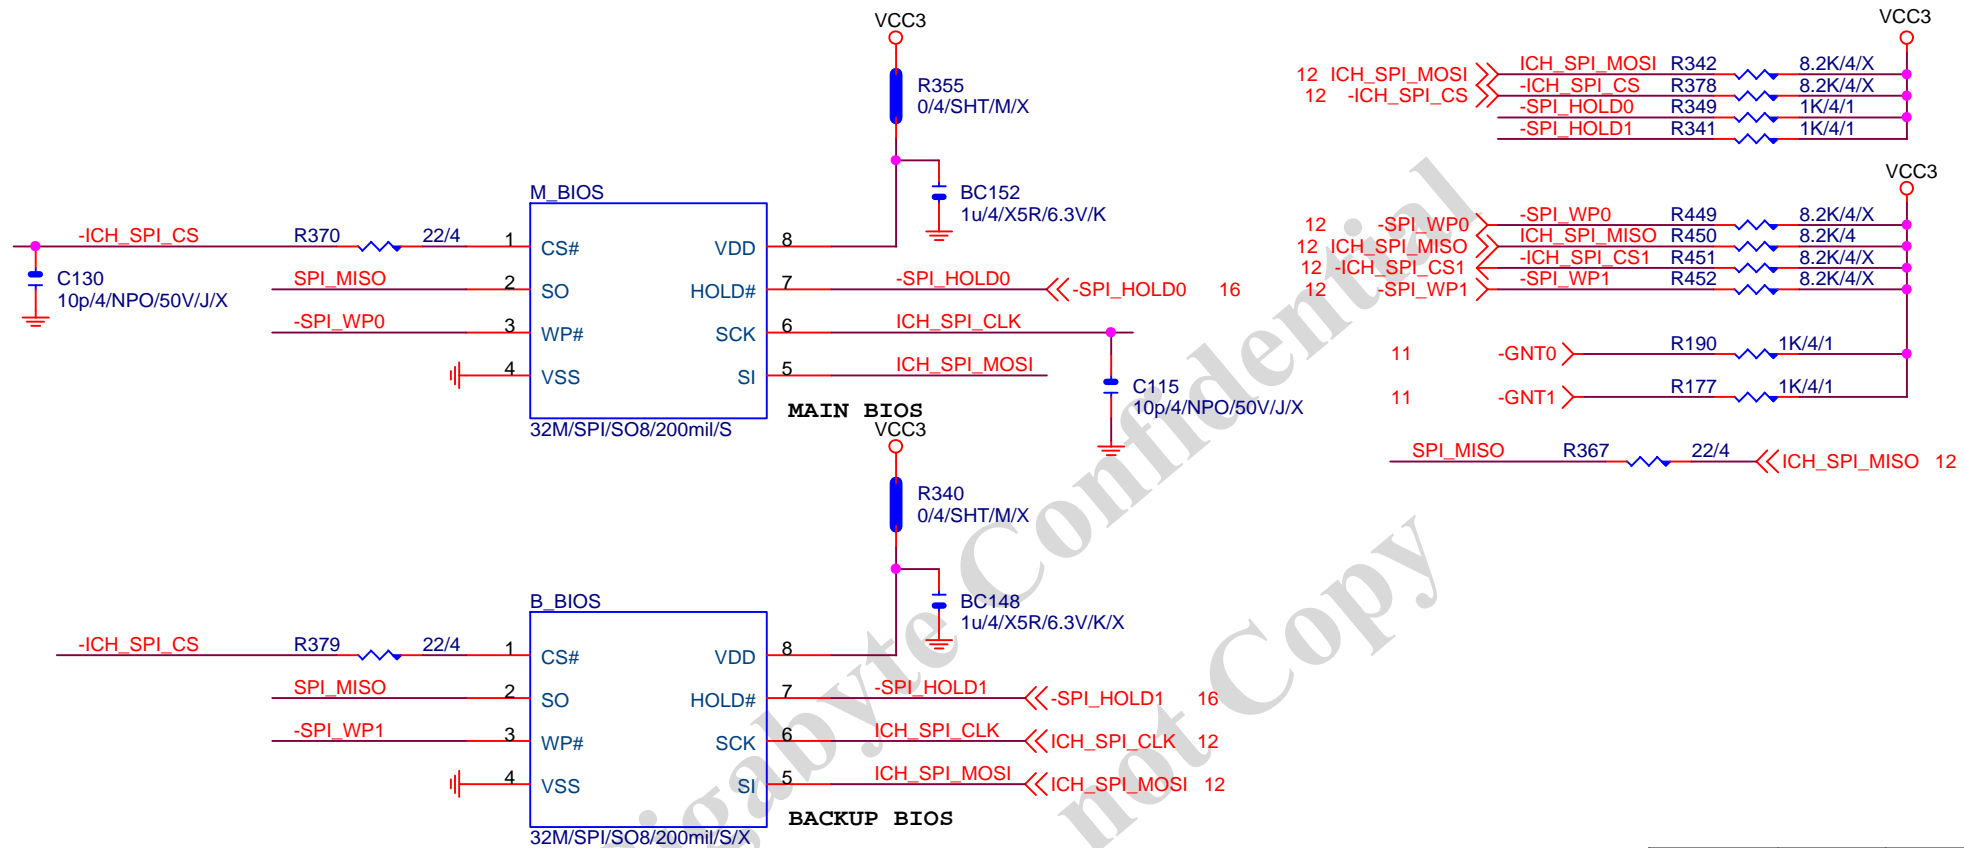 VCC3
R355
0/4/SHT/M/X
BC152
1u/4/X5R/6.3V/K
M_BIOS
-ICH_SPI_CS R370 22/4 1 CS# VDD 8
C130
10p/4/NPO/50V/J/X
SPI_MISO 2 SO HOLD# 7 -SPI_HOLD0 -SPI_HOLD0 16
-SPI_WP0 3 WP# SCK 6 ICH_SPI_CLK
4 VSS SI 5 ICH_SPI_MOSI
C115
10p/4/NPO/50V/J/X
MAIN BIOS
32M/SPI/SO8/200mil/S
VCC3
R340
0/4/SHT/M/X
BC148
1u/4/X5R/6.3V/K/X
B_BIOS
-ICH_SPI_CS R379 22/4 1 CS# VDD 8
SPI_MISO 2 SO HOLD# 7 -SPI_HOLD1 -SPI_HOLD1 16
-SPI_WP1 3 WP# SCK 6 ICH_SPI_CLK ICH_SPI_CLK 12
4 VSS SI 5 ICH_SPI_MOSI ICH_SPI_MOSI 12
BACKUP BIOS
32M/SPI/SO8/200mil/S/X
VCC3
12 ICH_SPI_MOSI ICH_SPI_MOSI R342 8.2K/4/X
12 -ICH_SPI_CS -ICH_SPI_CS R378 8.2K/4/X
-SPI_HOLD0 R349 1K/4/1
-SPI_HOLD1 R341 1K/4/1
VCC3
12 -SPI_WP0 -SPI_WP0 R449 8.2K/4/X
12 ICH_SPI_MISO ICH_SPI_MISO R450 8.2K/4
12 -ICH_SPI_CS1 -ICH_SPI_CS1 R451 8.2K/4/X
12 -SPI_WP1 -SPI_WP1 R452 8.2K/4/X
11 -GNT0 R190 1K/4/1
11 -GNT1 R177 1K/4/1
SPI_MISO R367 22/4 ICH_SPI_MISO 12
Gigabyte Confidential
not Copy